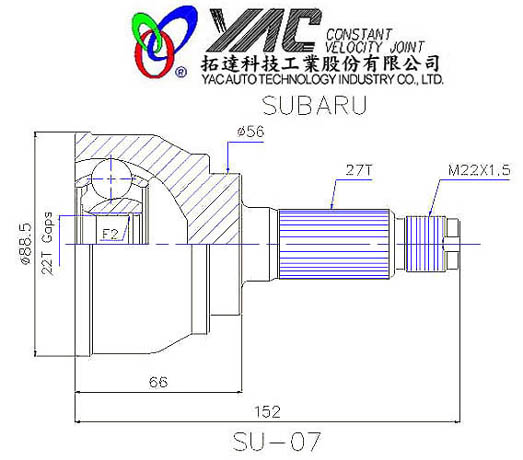 YAC CONSTANT
VELOCITY JOINT
®
拓達科技工業股份有限公司
YAC AUTO TECHNOLOGY INDUSTRY CO., LTD.
SUBARU
ø56
27T
M22X1.5
ø88.5
22T Gaps
F2
66
152
SU-07